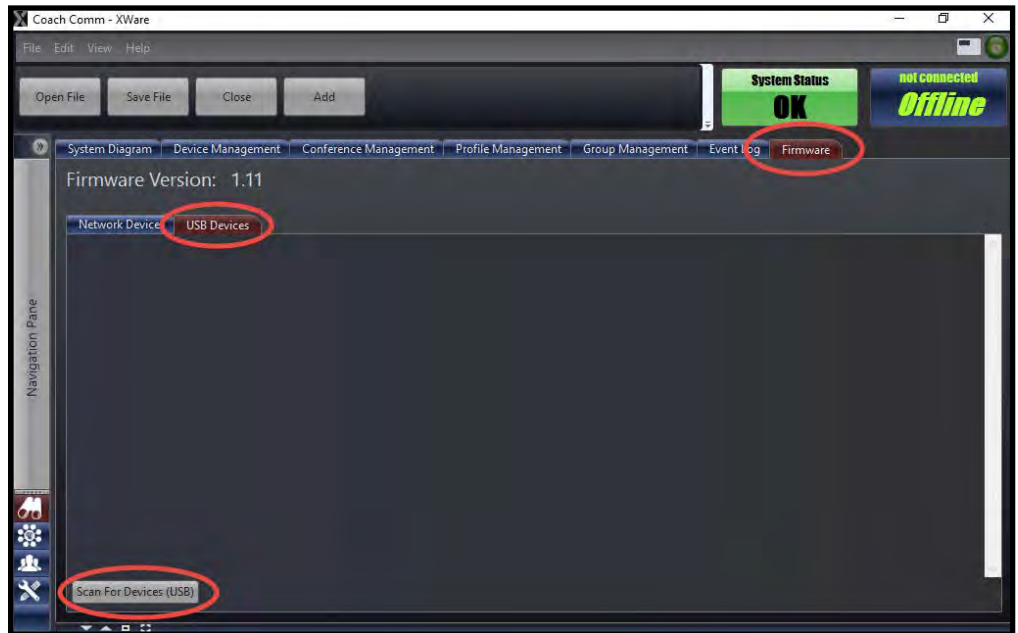 Coach Comm - XWare
File Edit View Help
Open File Save File Close Add
System Status
OK
not connected
Offline
System Diagram Device Management Conference Management Profile Management Group Management Event Log Firmware
Firmware Version: 1.11
Network Device USB Devices
Navigation Pane
Scan For Devices (USB)